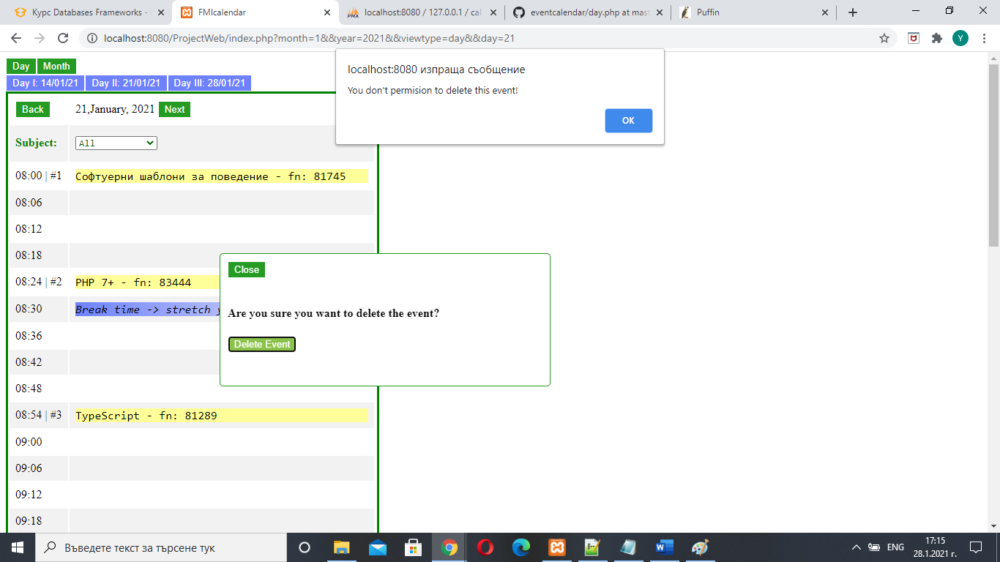 Курс Databases Frameworks -
FMIcalendar
localhost:8080 / 127.0.0.1 / cal
eventcalendar/day.php at mast
Puffin
localhost:8080/ProjectWeb/index.php?month=1&&year=2021&&viewtype=day&&day=21
Y
Day Month
Day I: 14/01/21 Day II: 21/01/21 Day III: 28/01/21
localhost:8080 изпраща съобщение
You don't permision to delete this event!
OK
Back 21,January, 2021 Next
Subject: All
08:00 | #1 Софтуерни шаблони за поведение - fn: 81745
08:06
08:12
08:18
08:24 | #2 PHP 7+ - fn: 83444
08:30 Break time -> stretch y
08:36
08:42
08:48
08:54 | #3 TypeScript - fn: 81289
09:00
09:06
09:12
09:18
Close
Are you sure you want to delete the event?
Delete Event
Въведете текст за търсене тук
ENG
17:15
28.1.2021 г.